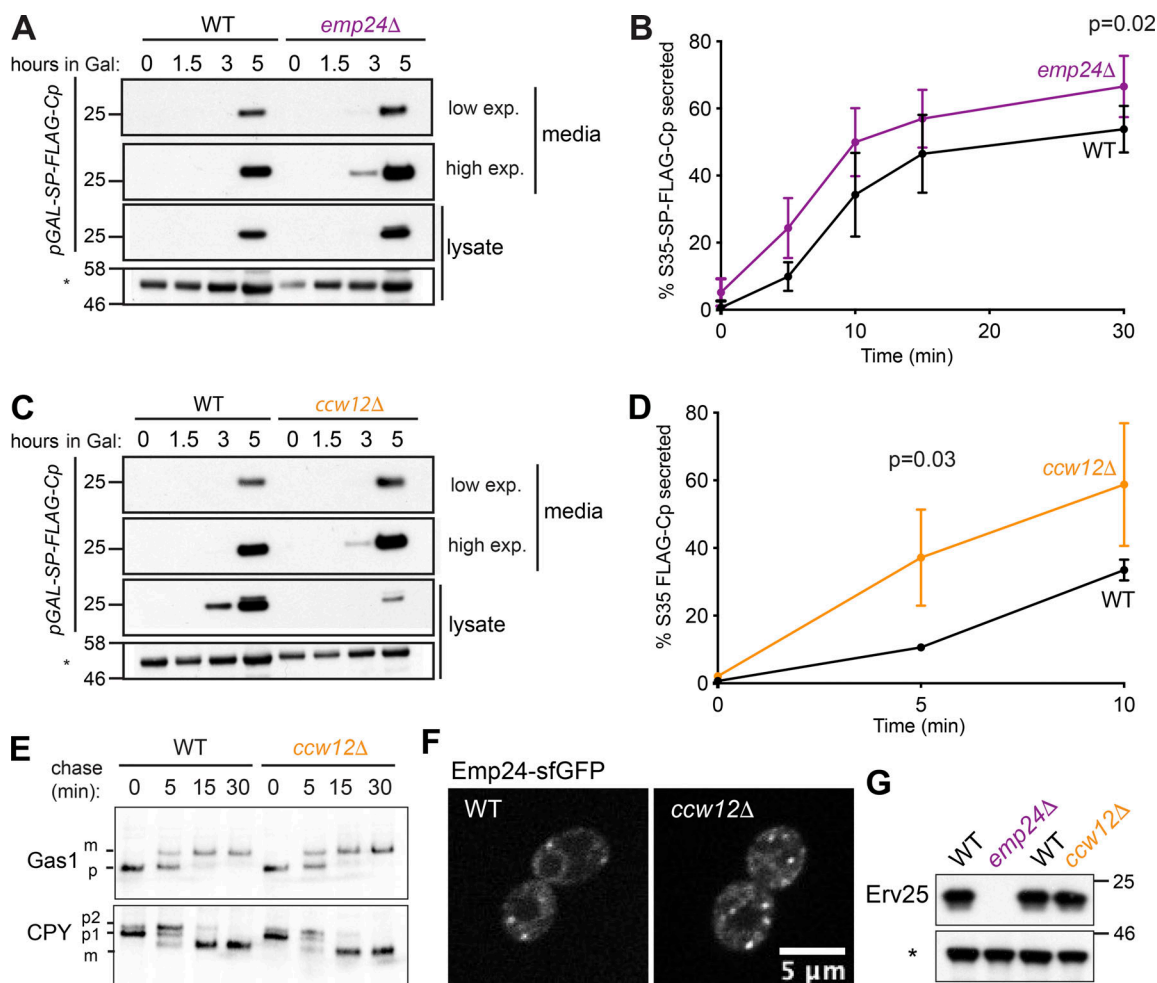 A
WT emp24Δ
hours in Gal: 0 1.5 3 5 0 1.5 3 5
pGAL-SP-FLAG-Cp
25
low exp.
25
high exp.
media
25
lysate
58
*
46
B
p=0.02
% S35-SP-FLAG-Cp secreted
80
60
40
20
0
emp24Δ
WT
0 10 20 30
Time (min)
C
WT ccw12Δ
hours in Gal: 0 1.5 3 5 0 1.5 3 5
pGAL-SP-FLAG-Cp
25
low exp.
25
high exp.
media
25
lysate
58
*
46
D
% S35 FLAG-Cp secreted
80
60
40
20
0
p=0.03
ccw12Δ
WT
0 5 10
Time (min)
E
WT ccw12Δ
chase
(min): 0 5 15 30 0 5 15 30
Gas1
m
p
CPY
p2
p1
m
F
Emp24-sfGFP
WT
ccw12Δ
5 μm
G
WT emp24Δ WT ccw12Δ
Erv25
25
46
*